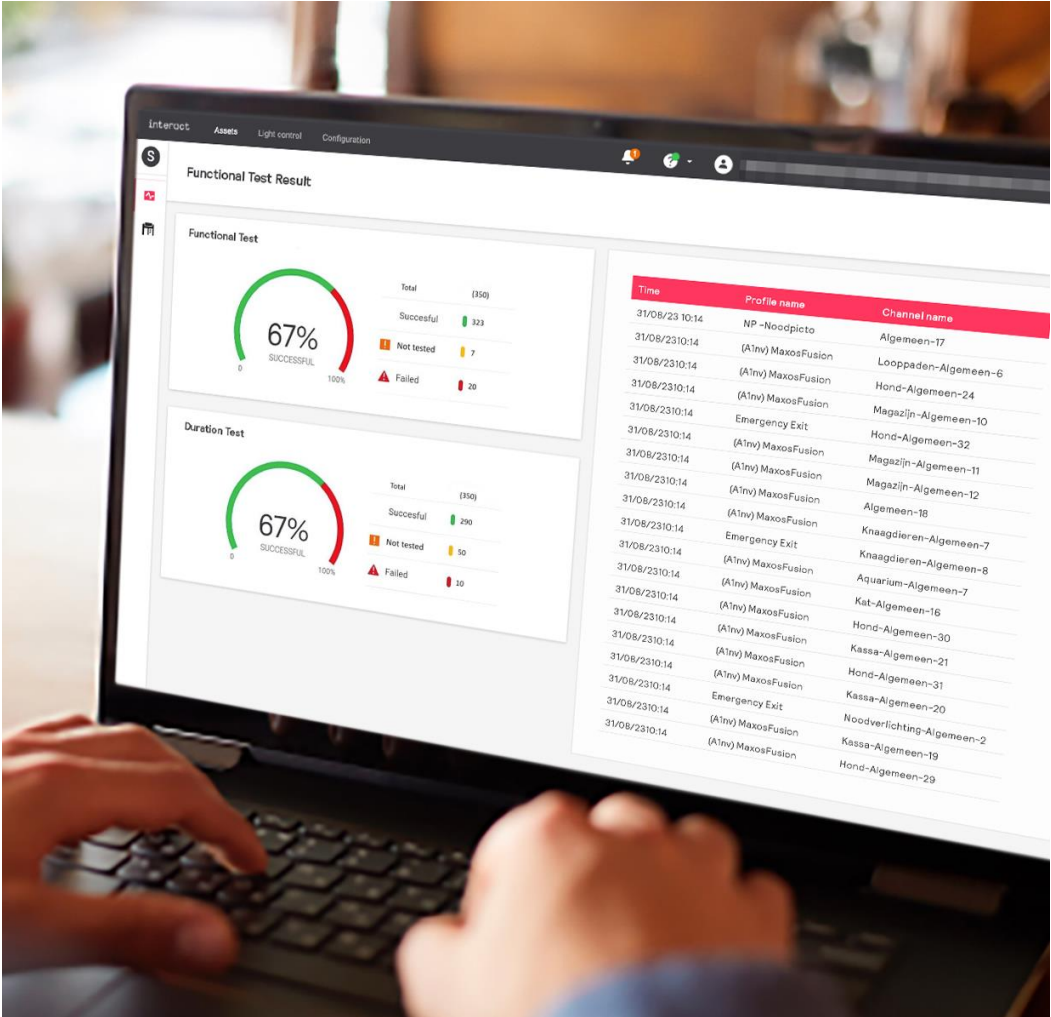 interact Assets Light control Configuration 1 ?
S
Functional Test Result
Functional Test
67%
SUCCESSFUL
0 100%
Total (350)
Succesful 323
! Not tested 7
! Failed 20
Duration Test
67%
SUCCESSFUL
0 100%
Total (350)
Succesful 290
! Not tested 50
! Failed 10
Time Profile name Channel name
31/08/23 10:14 NP -Noodpicto Algemeen-17
31/08/2310:14 (A1nv) MaxosFusion Looppaden-Algemeen-6
31/08/2310:14 (A1nv) MaxosFusion Hond-Algemeen-24
31/08/2310:14 (A1nv) MaxosFusion Magazijn-Algemeen-10
31/08/2310:14 Emergency Exit Hond-Algemeen-32
31/08/2310:14 (A1nv) MaxosFusion Magazijn-Algemeen-11
31/08/2310:14 (A1nv) MaxosFusion Magazijn-Algemeen-12
31/08/2310:14 (A1nv) MaxosFusion Algemeen-18
31/08/2310:14 (A1nv) MaxosFusion Knaagdieren-Algemeen-7
31/08/2310:14 Emergency Exit Knaagdieren-Algemeen-8
31/08/2310:14 (A1nv) MaxosFusion Aquarium-Algemeen-7
31/08/2310:14 (A1nv) MaxosFusion Kat-Algemeen-16
31/08/2310:14 (A1nv) MaxosFusion Hond-Algemeen-30
31/08/2310:14 (A1nv) MaxosFusion Kassa-Algemeen-21
31/08/2310:14 (A1nv) MaxosFusion Hond-Algemeen-31
31/08/2310:14 (A1nv) MaxosFusion Kassa-Algemeen-20
31/08/2310:14 Emergency Exit Noodverlichting-Algemeen-2
31/08/2310:14 (A1nv) MaxosFusion Kassa-Algemeen-19
31/08/2310:14 (A1nv) MaxosFusion Hond-Algemeen-29